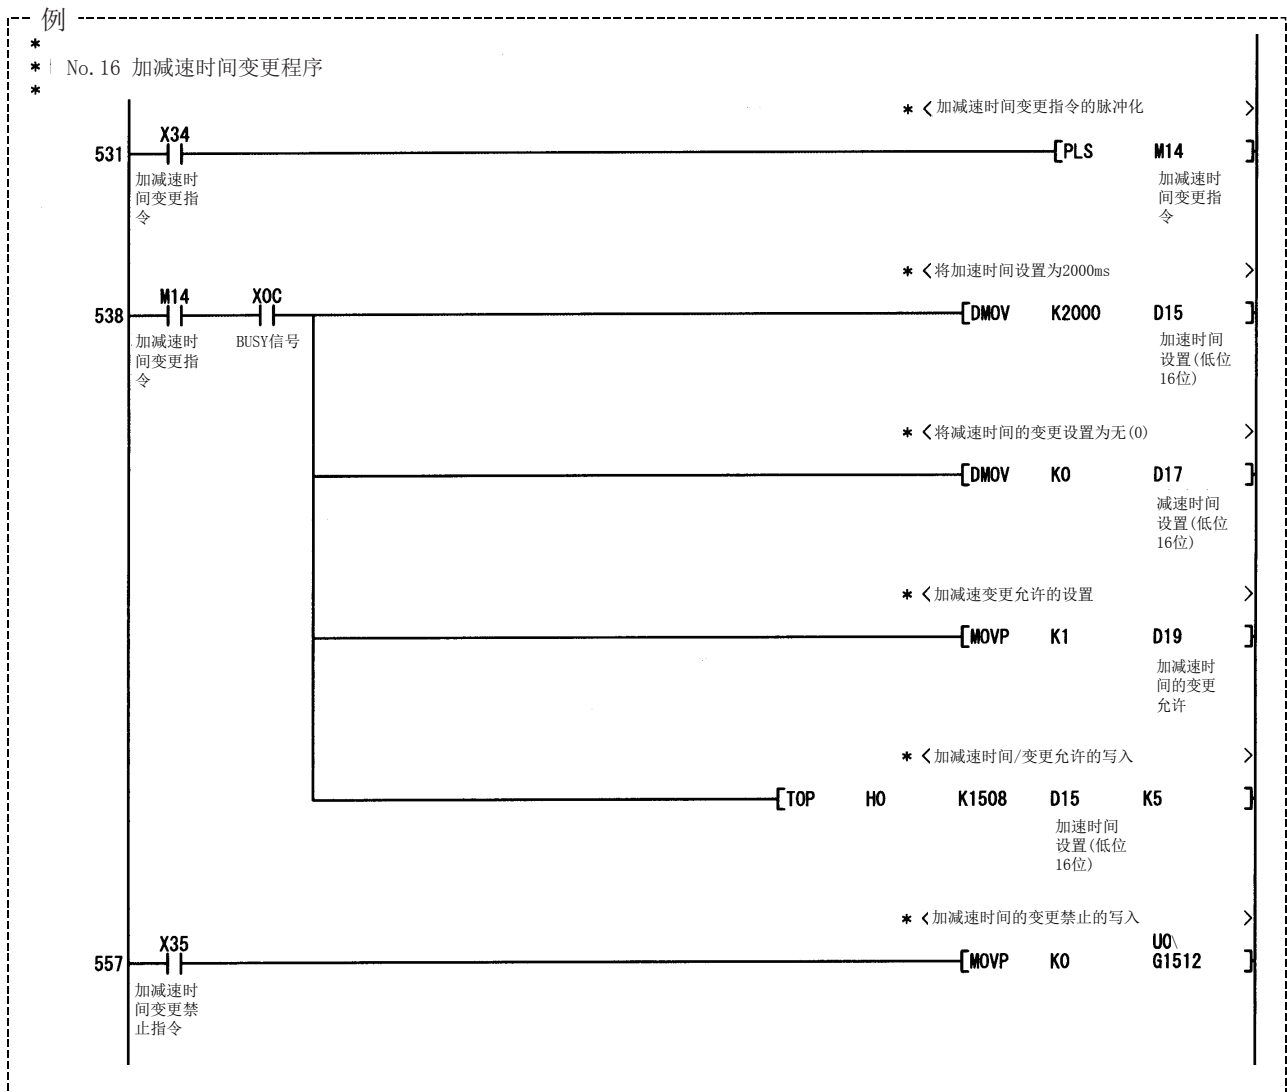 例
*
* No.16 加减速时间变更程序
*
* <加减速时间变更指令的脉冲化 >
X34
531 [PLS M14 ]
加减速时
间变更指
令
加减速时
间变更指
令
* <将加速时间设置为2000ms >
M14 X0C
538 [DMOV K2000 D15 ]
加减速时
间变更指
令
BUSY信号
加速时间
设置(低位
16位)
* <将减速时间的变更设置为无(0) >
[DMOV K0 D17 ]
减速时间
设置(低位
16位)
* <加减速变更允许的设置 >
[MOVP K1 D19 ]
加减速时
间的变更
允许
* <加减速时间/变更允许的写入 >
[TOP H0 K1508 D15 K5 ]
加速时间
设置(低位
16位)
* <加减速时间的变更禁止的写入 >
X35 U0\
557 [MOVP K0 G1512 ]
加减速时
间变更禁
止指令